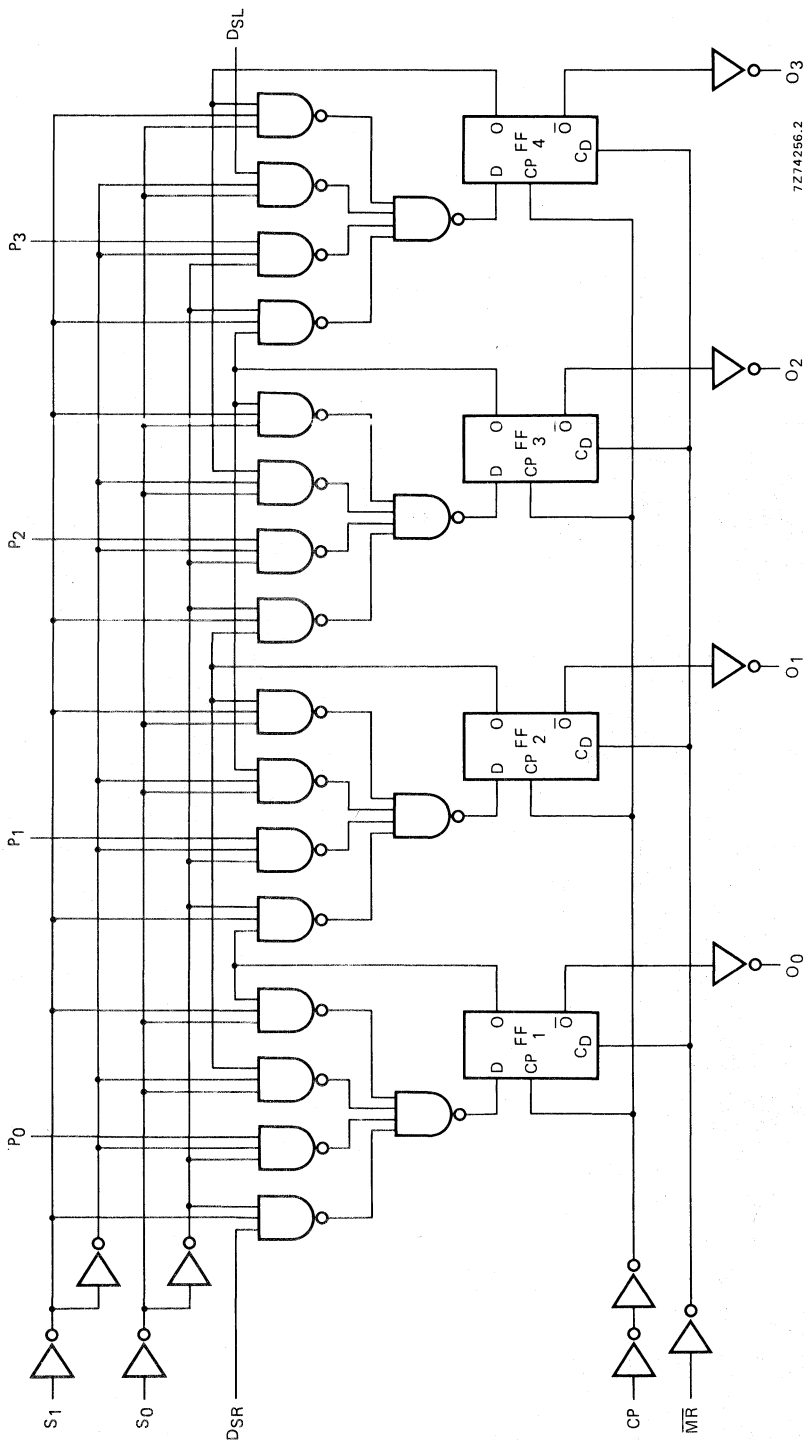 DSL
P3
P2
P1
P0
S1
S0
DSR
D
O
FF
4
CP
O̅
CD
D
O
FF
3
CP
O̅
CD
D
O
FF
2
CP
O̅
CD
D
O
FF
1
CP
O̅
CD
CP
M̅R̅
O3
O2
O1
O0
7Z74256.2